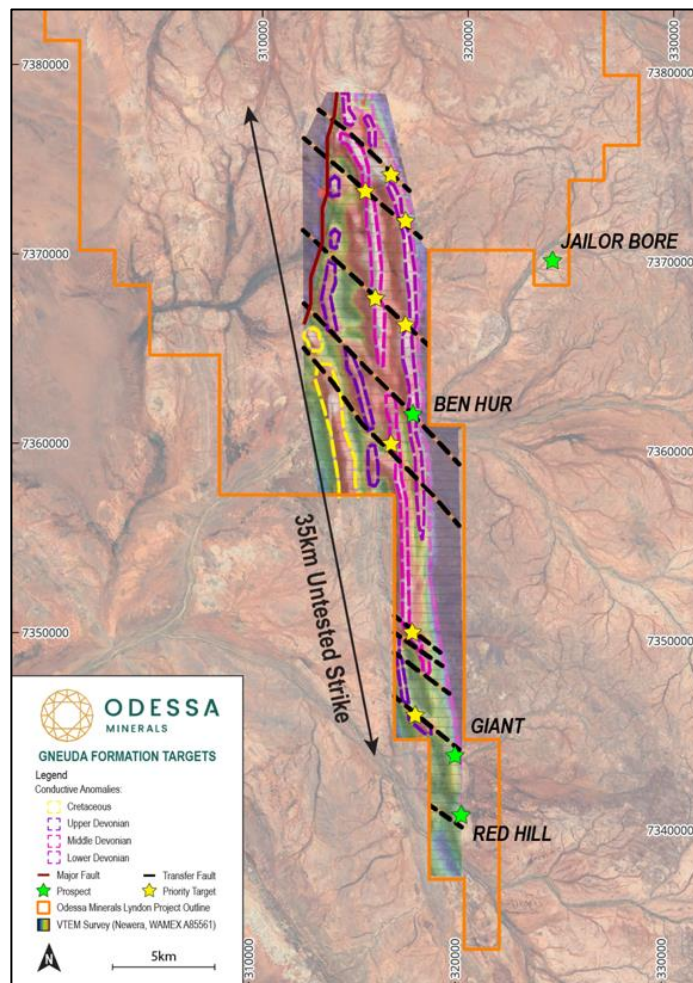 310000
320000
330000
7380000
7380000
7370000
JAILOR BORE
7370000
BEN HUR
7360000
7360000
35km Untested Strike
7350000
7350000
GIANT
RED HILL
7340000
310000
320000
330000
ODESSA
MINERALS
GNEUDA FORMATION TARGETS
Legend
Conductive Anomalies:
Cretaceous
Upper Devonian
Middle Devonian
Lower Devonian
Major Fault
Transfer Fault
Prospect
Priority Target
Odessa Minerals Lyndon Project Outline
VTEM Survey (Newera, WAMEX A85561)
N
5km